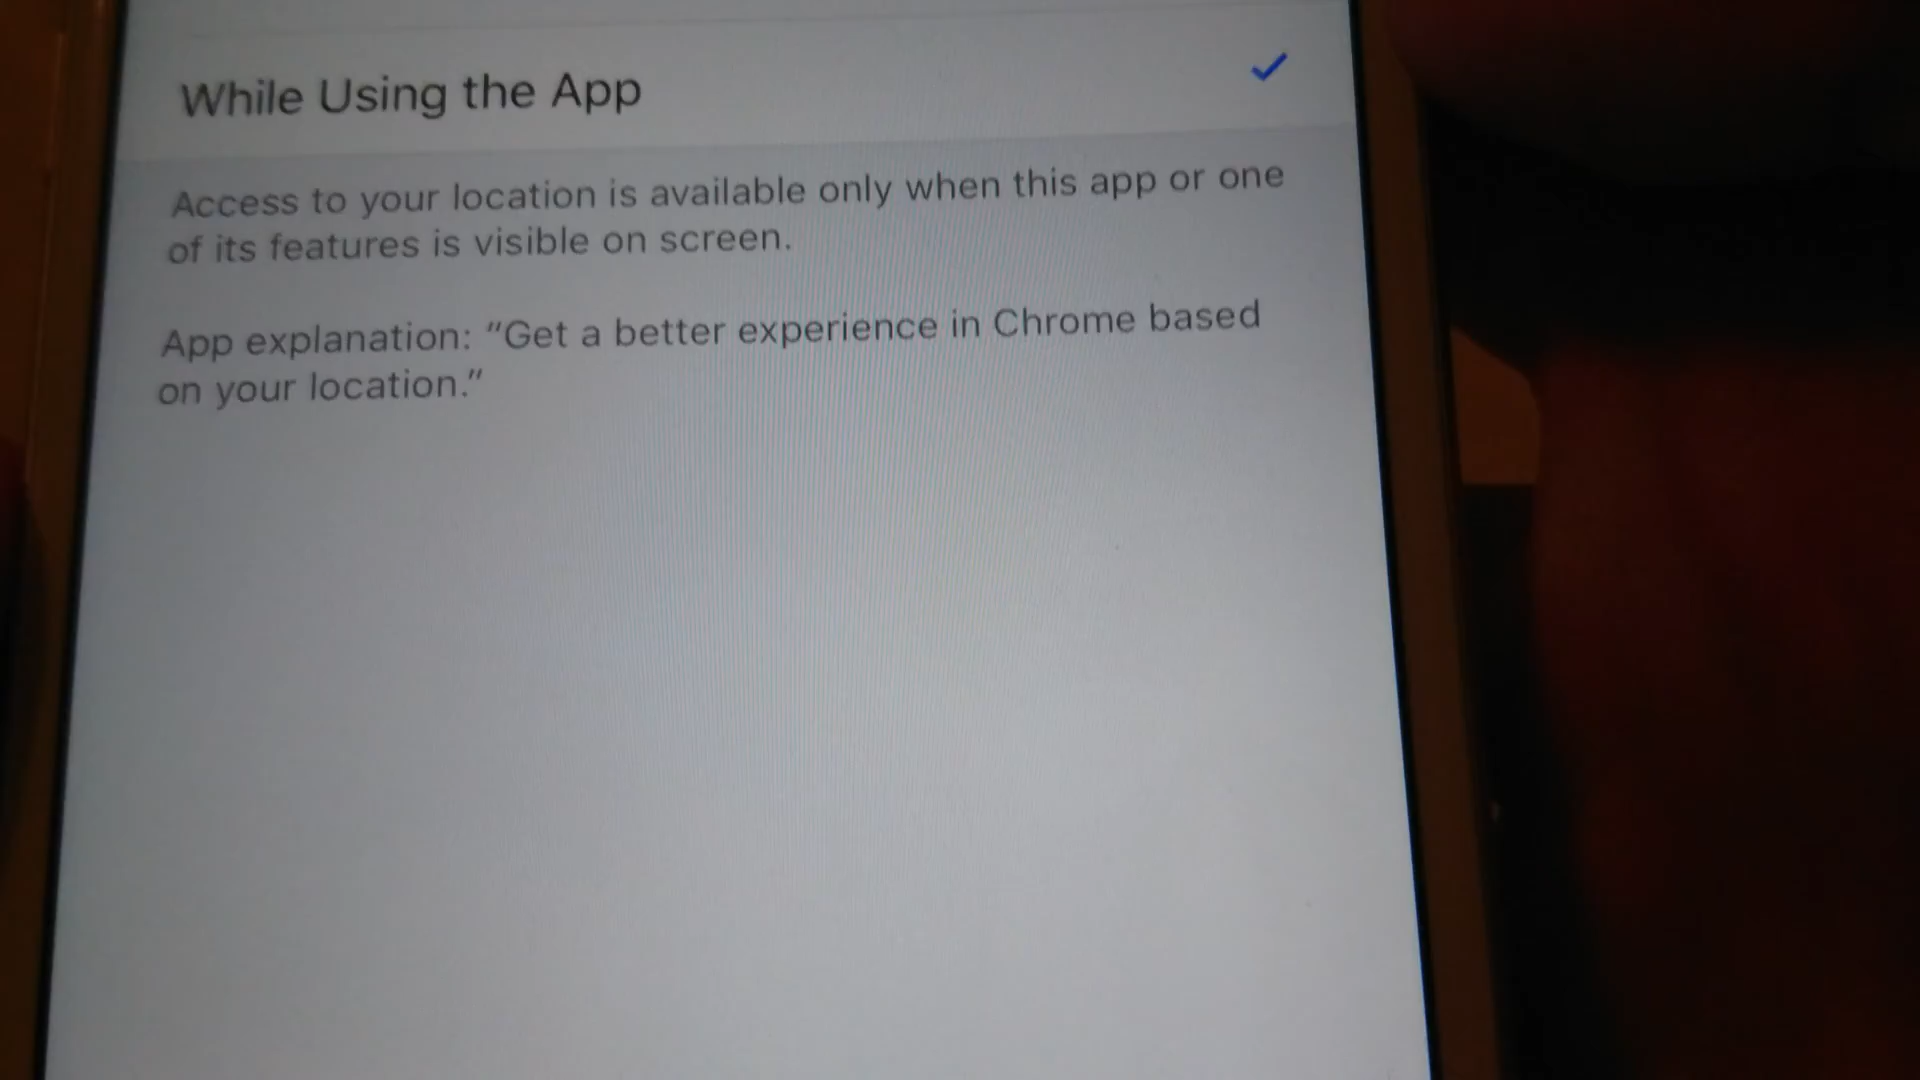 While Using the App
Access to your location is available only when this app or one
of its features is visible on screen.
App explanation: “Get a better experience in Chrome based
on your location.”